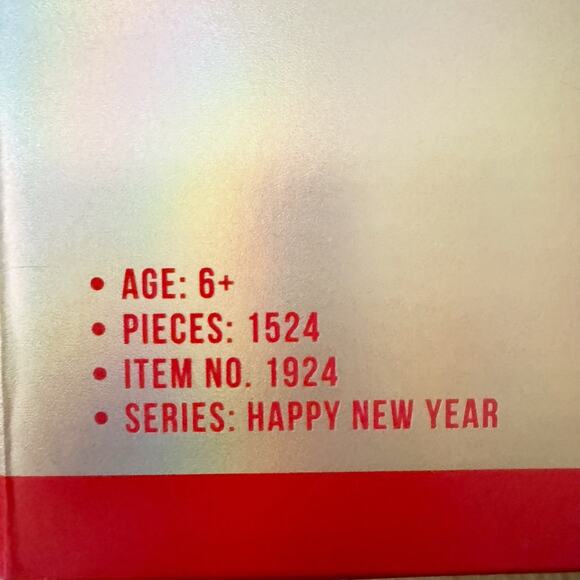 • AGE: 6+
• PIECES: 1524
• ITEM NO. 1924
• SERIES: HAPPY NEW YEAR